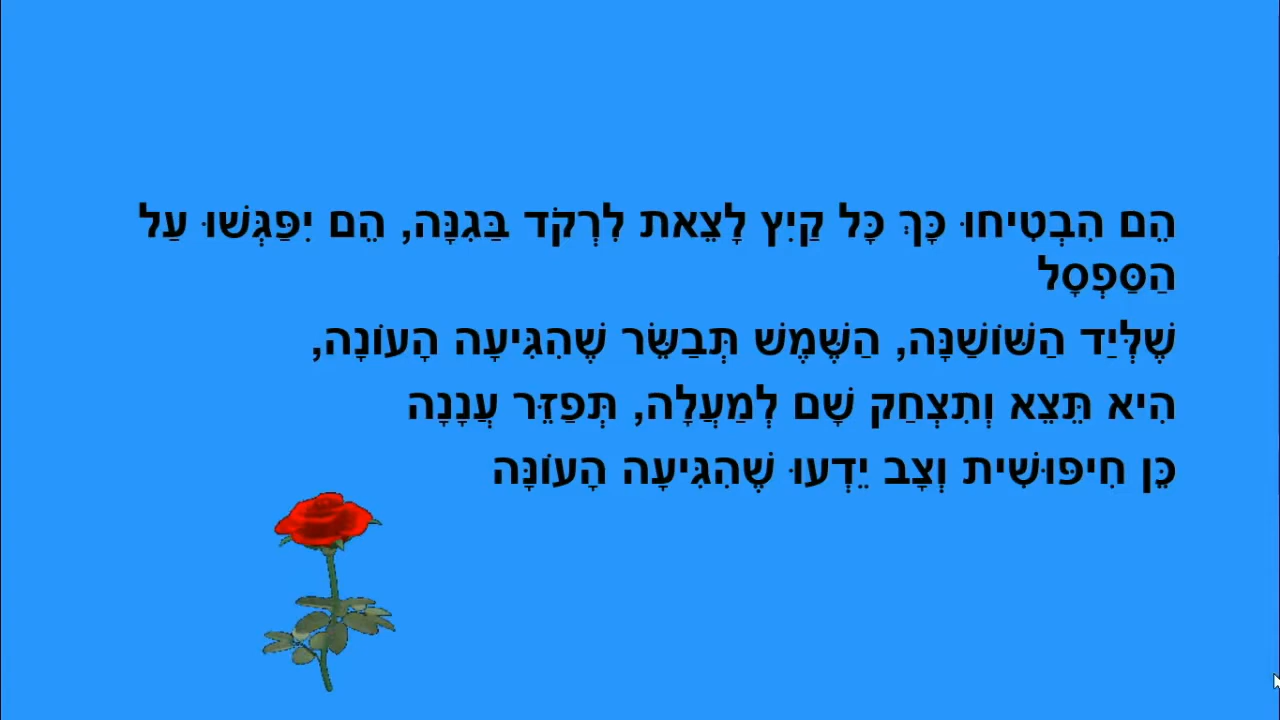 הֵם הִבְטִיחוּ כָּךְ כָּל קַיִץ לָצֵאת לִרְקֹד בַּגִנָּה, הֵם יִפַּגְּשׁוּ עַל
הַסַּפְסָל
שֶׁלְּיַד הַשּׁוֹשַׁנָּה, הַשֶּׁמֶשׁ תְּבַשֵּׂר שֶׁהִגִּיעָה הָעוֹנָה,
הִיא תֵּצֵא וְתִצְחַק שָׁם לְמַעֲלָה, תְּפַזֵּר עֲנָנָה
כֵּן חִיפּוּשִׁית וְצָב יֵדְעוּ שֶׁהִגִּיעָה הָעוֹנָּה